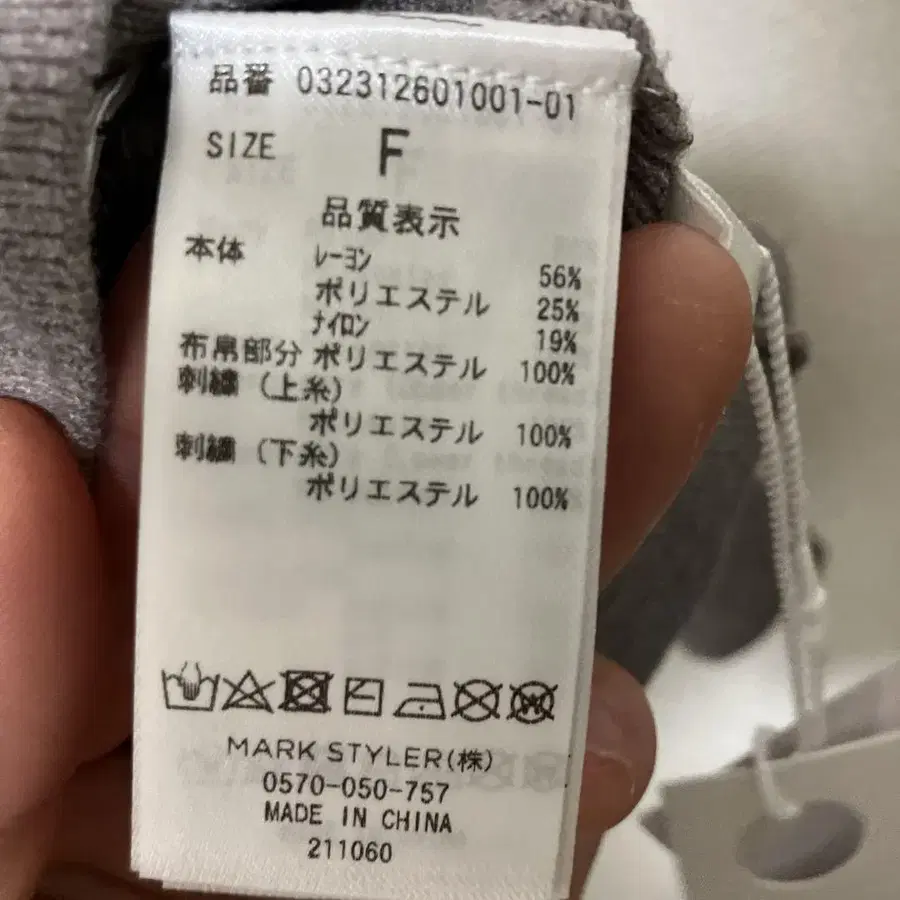 品番 032312601001-01
SIZE F
品質表示
本体 レーヨン 56%
ポリエステル 25%
ナイロン 19%
布帛部分 ポリエステル 100%
刺繍（上糸）
ポリエステル 100%
刺繍（下糸）
ポリエステル 100%
MARK STYLER(株)
0570-050-757
MADE IN CHINA
211060